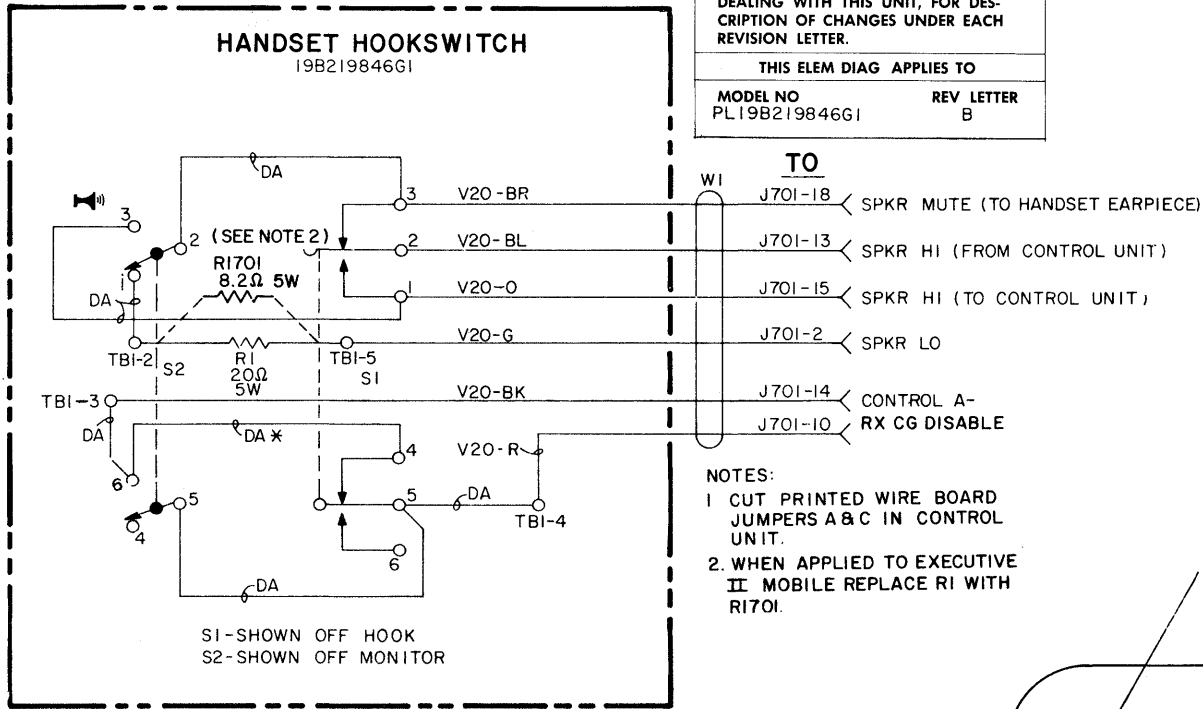 DEALING WITH THIS UNIT, FOR DES-
CRIPTION OF CHANGES UNDER EACH
REVISION LETTER.
THIS ELEM DIAG APPLIES TO
MODEL NO REV LETTER
PL19B219846G1 B
HANDSET HOOKSWITCH
19B219846G1
TO
W1
DA
3 V20-BR J701-18 SPKR MUTE (TO HANDSET EARPIECE)
3
2 (SEE NOTE 2) 2 V20-BL J701-13 SPKR HI (FROM CONTROL UNIT)
R1701
8.2Ω 5W
1 DA 1 V20-O J701-15 SPKR HI (TO CONTROL UNIT)
V20-G J701-2 SPKR LO
TB1-2 S2 R1 TB1-5
20Ω S1
5W
TB1-3 V20-BK J701-14 CONTROL A-
DA DA * 4 V20-R J701-10 RX CG DISABLE
6 5 5 DA TB1-4
4
6
DA
S1-SHOWN OFF HOOK
S2-SHOWN OFF MONITOR
NOTES:
1 CUT PRINTED WIRE BOARD
JUMPERS A & C IN CONTROL
UNIT.
2. WHEN APPLIED TO EXECUTIVE
II MOBILE REPLACE R1 WITH
R1701.